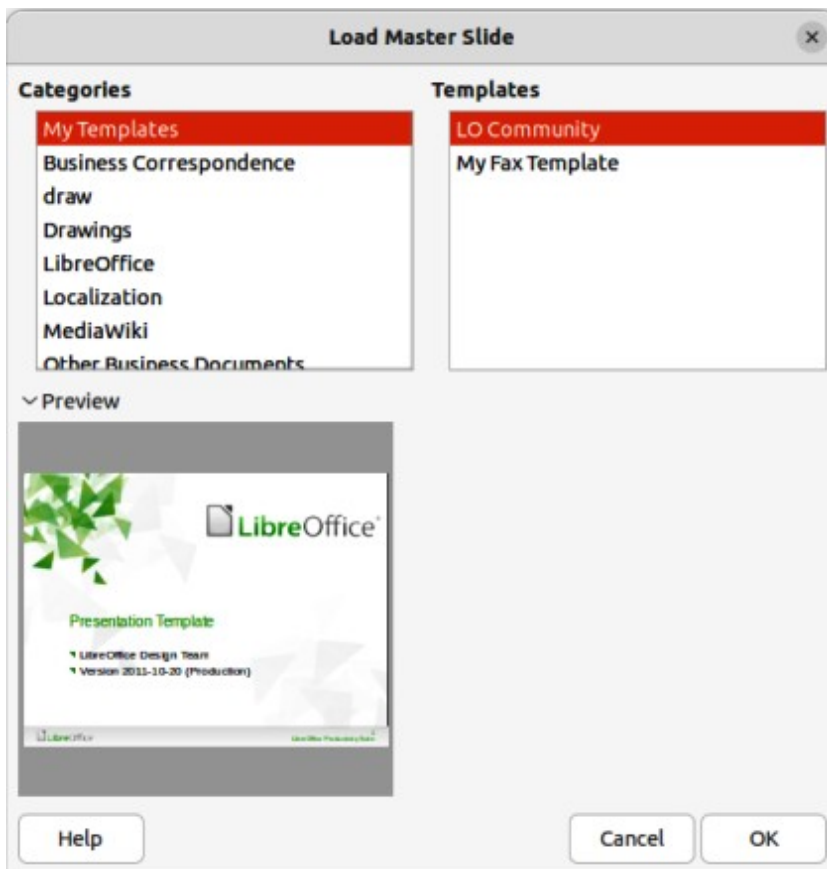 Load Master Slide
Categories
Templates
My Templates
Business Correspondence
draw
Drawings
LibreOffice
Localization
MediaWiki
Other Business Documents
LO Community
My Fax Template
Preview
LibreOffice
Presentation Template
LibreOffice Design Team
Version 2011-10-20 (Production)
LibreOffice
Help
Cancel
OK